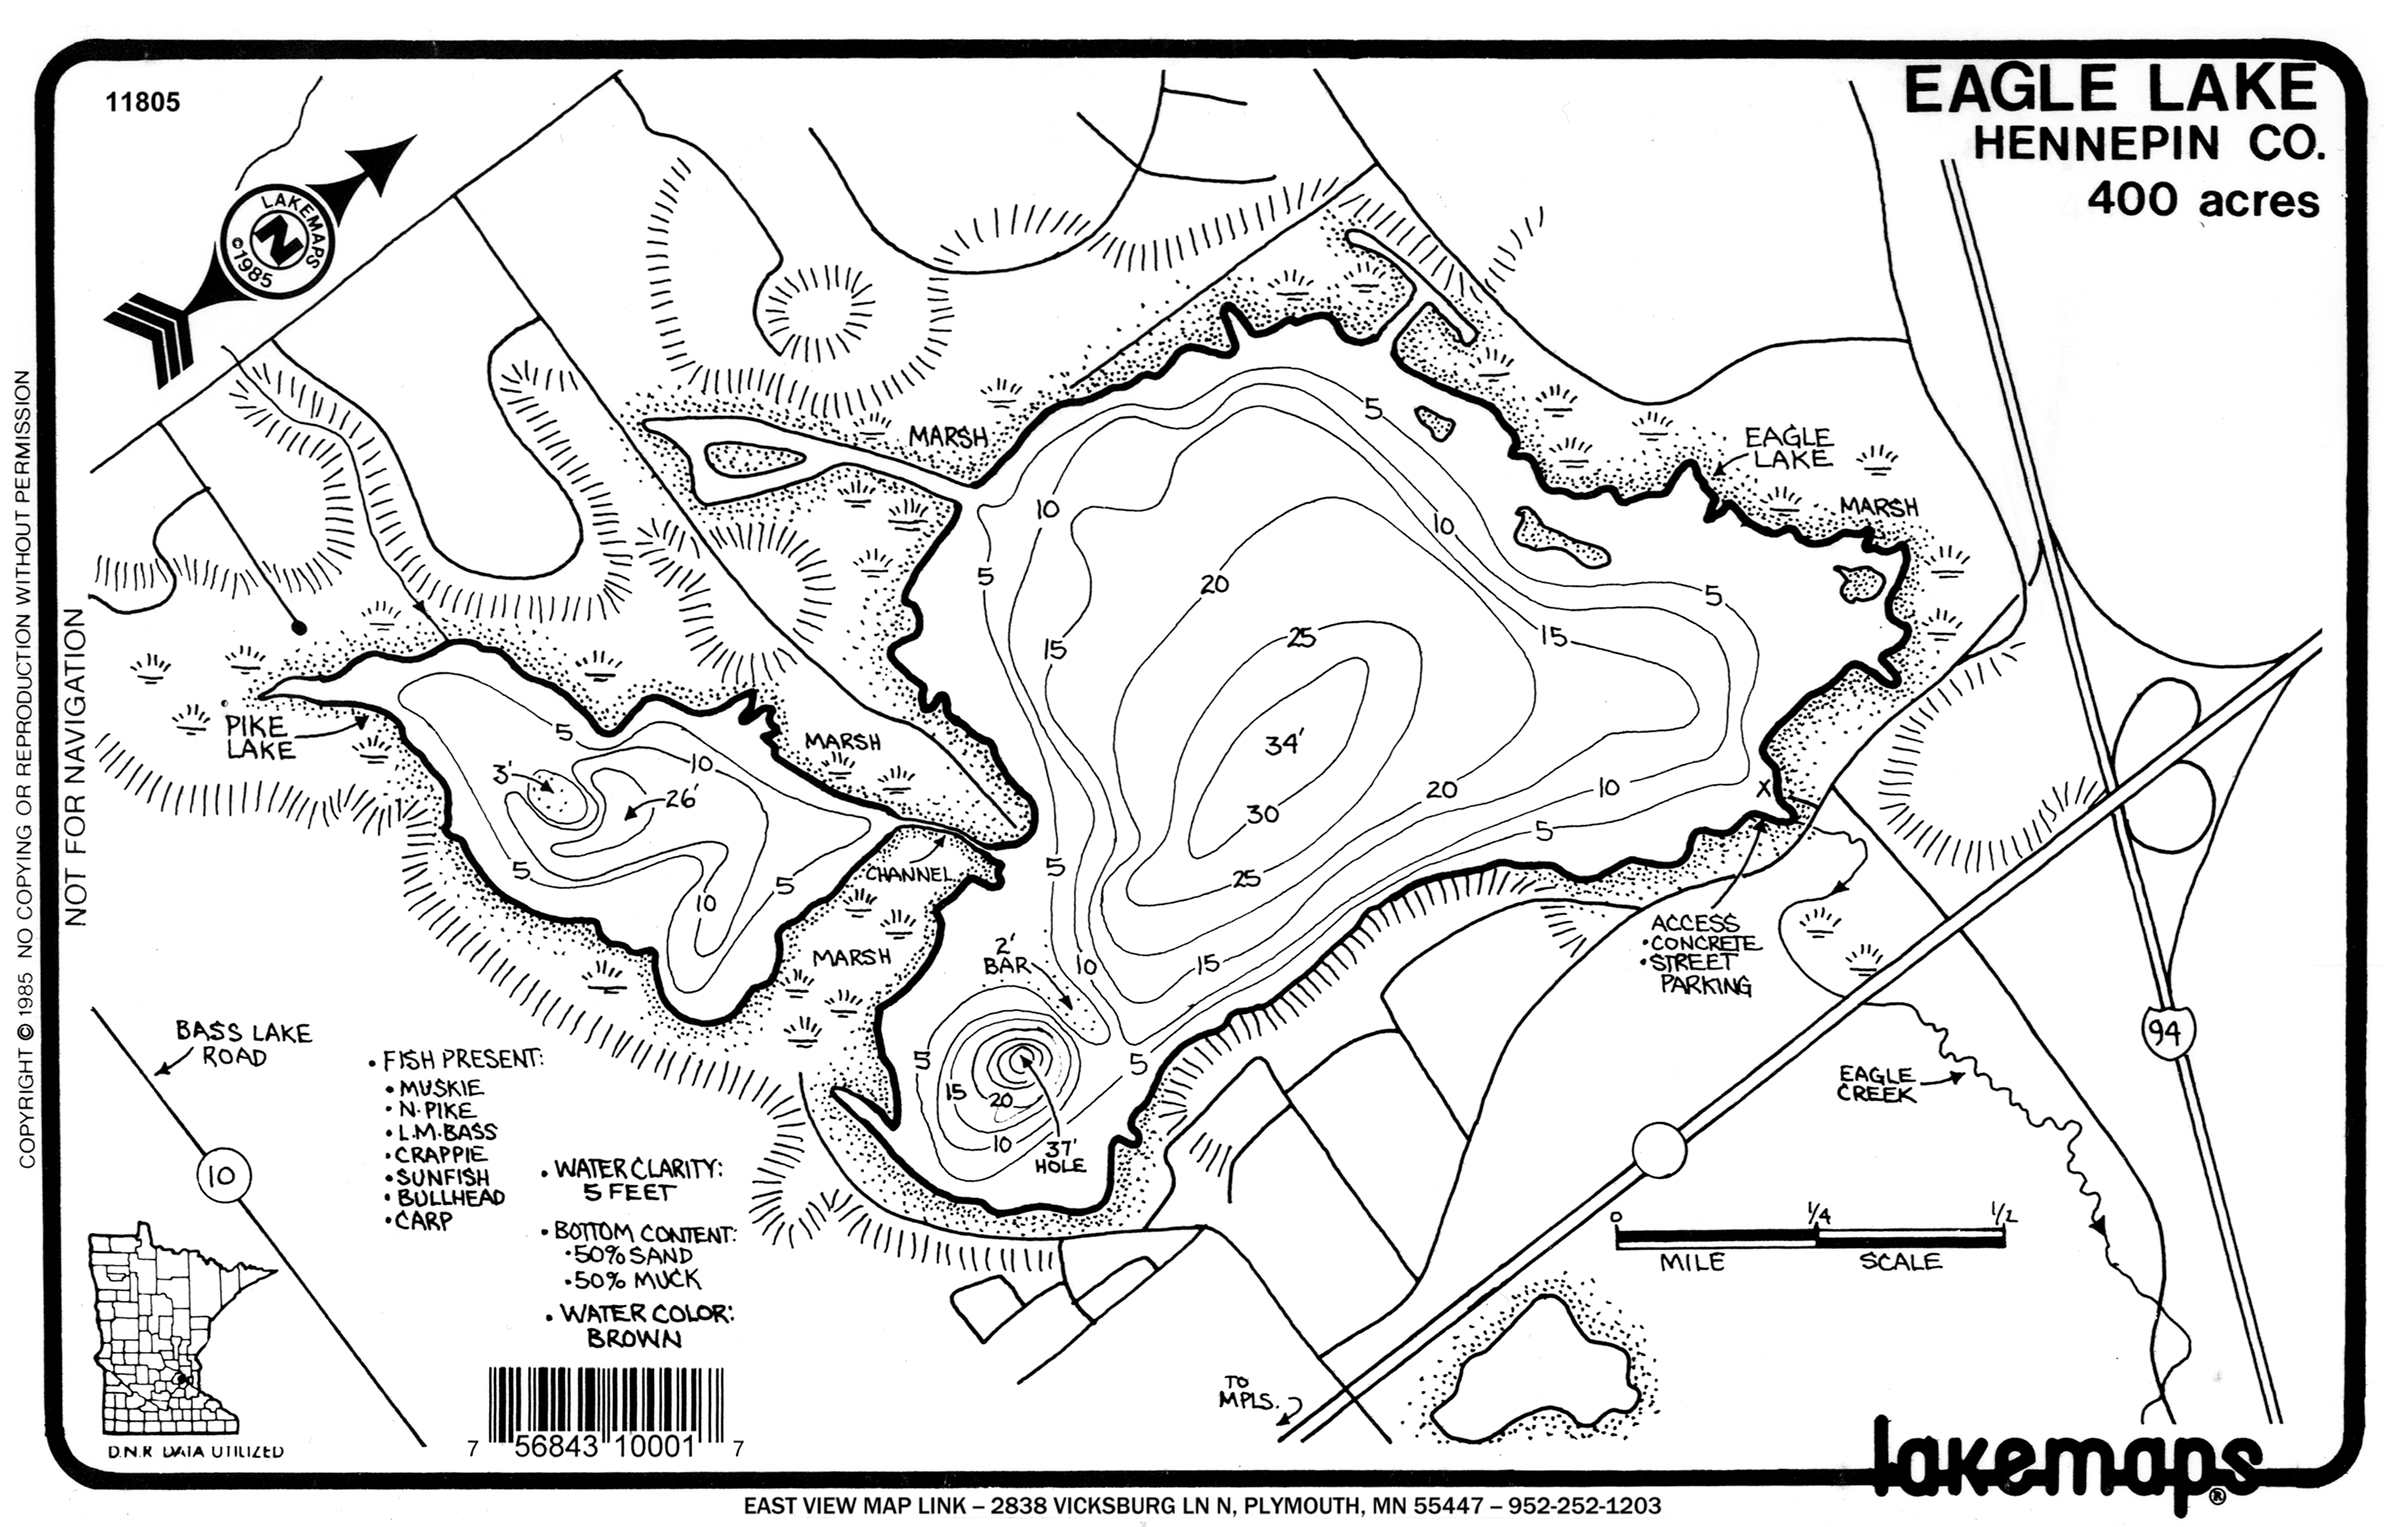 11805
EAGLE LAKE
HENNEPIN CO.
400 acres
LAKEMAPS
N
©1985
COPYRIGHT © 1985 NO COPYING OR REPRODUCTION WITHOUT PERMISSION
NOT FOR NAVIGATION
MARSH
EAGLE
LAKE
MARSH
5
10
10
5
20
5
15
15
25
34'
30
20
10
5
25
5
15
10
2'
BAR
5
5
15
20
10
37'
HOLE
PIKE
LAKE
5
3'
10
26'
5
5
10
MARSH
CHANNEL
MARSH
X
ACCESS
•CONCRETE
•STREET
PARKING
94
EAGLE
CREEK
BASS LAKE
ROAD
10
• FISH PRESENT:
• MUSKIE
• N. PIKE
• L.M. BASS
• CRAPPIE
• SUNFISH
• BULLHEAD
• CARP
• WATER CLARITY:
5 FEET
• BOTTOM CONTENT:
•50% SAND
•50% MUCK
• WATER COLOR:
BROWN
0 1/4 1/2
MILE SCALE
TO
MPLS.
D.N.R. DATA UTILIZED
7 56843 10001 7
lakemaps®
EAST VIEW MAP LINK – 2838 VICKSBURG LN N, PLYMOUTH, MN 55447 – 952-252-1203